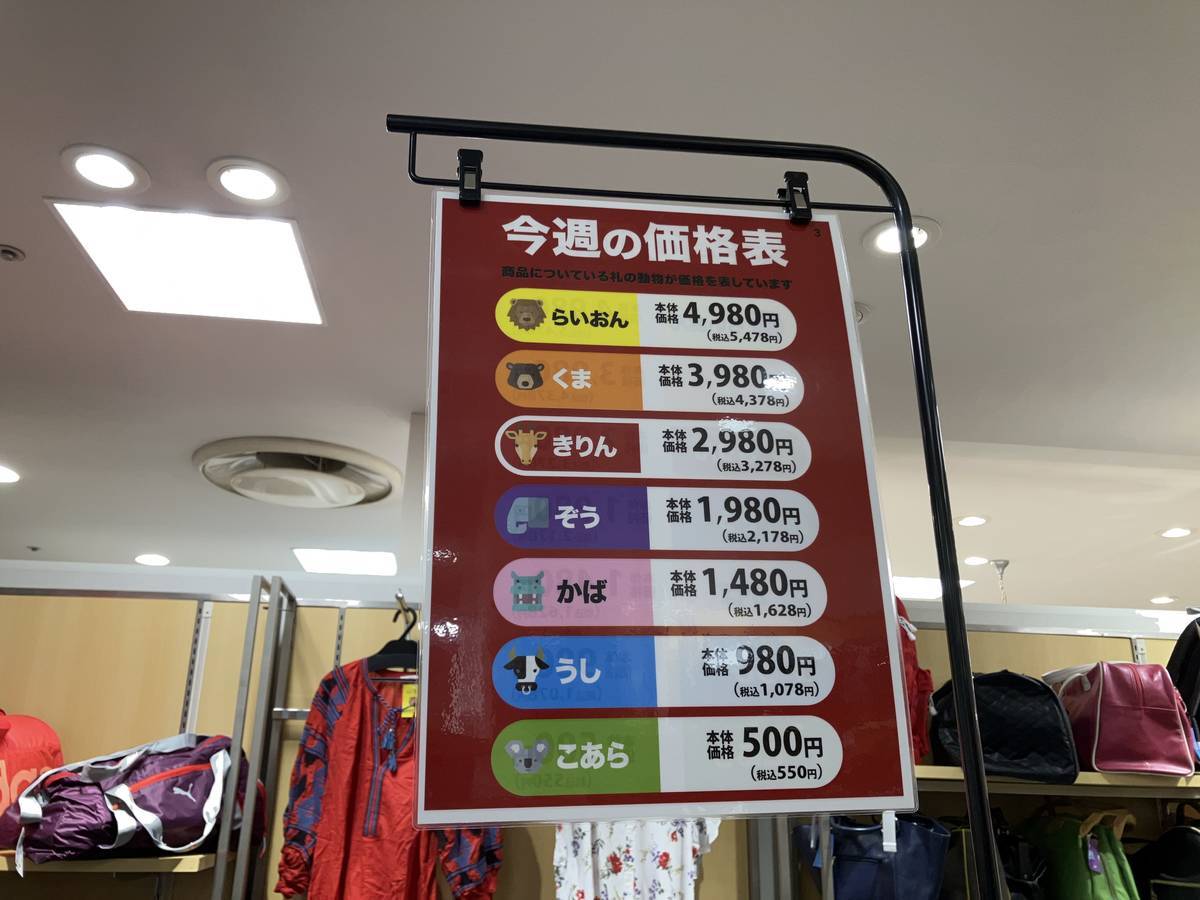 今週の価格表
3
商品についている札の動物が価格を表しています
らいおん 本体価格 4,980円
(税込5,478円)
くま 本体価格 3,980円
(税込4,378円)
きりん 本体価格 2,980円
(税込3,278円)
ぞう 本体価格 1,980円
(税込2,178円)
かば 本体価格 1,480円
(税込1,628円)
うし 本体価格 980円
(税込1,078円)
こあら 本体価格 500円
(税込550円)